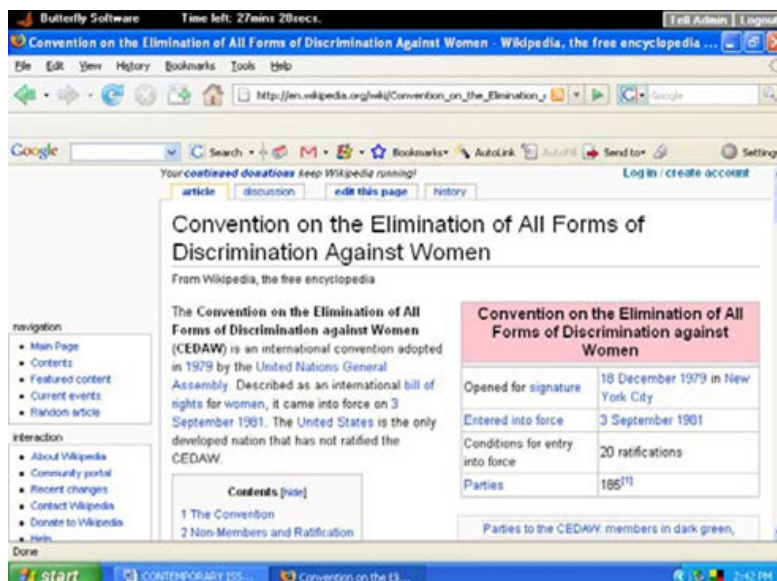 Butterfly Software Time left: 27mins 28secs. Tell Admin Logout
Convention on the Elimination of All Forms of Discrimination Against Women - Wikipedia, the free encyclopedia ...
File Edit View History Bookmarks Tools Help
http://en.wikipedia.org/wiki/Convention_on_the_Elimination_ Google
Google Search Bookmarks AutoLink AutoFill Send to Settings
Your continued donations keep Wikipedia running! Log in / create account
article discussion edit this page history
Convention on the Elimination of All Forms of
Discrimination Against Women
From Wikipedia, the free encyclopedia
The Convention on the Elimination of All
Forms of Discrimination against Women
(CEDAW) is an international convention adopted
in 1979 by the United Nations General
Assembly. Described as an international bill of
rights for women, it came into force on 3
September 1981. The United States is the only
developed nation that has not ratified the
CEDAW.
Contents [hide]
1 The Convention
2 Non-Members and Ratification
Convention on the Elimination of All
Forms of Discrimination against
Women
Opened for signature 18 December 1979 in New
York City
Entered into force 3 September 1981
Conditions for entry
into force 20 ratifications
Parties 185[1]
Parties to the CEDAW: members in dark green,
navigation
Main Page
Contents
Featured content
Current events
Random article
interaction
About Wikipedia
Community portal
Recent changes
Contact Wikipedia
Donate to Wikipedia
Help
Done
start CONTEMPORARY ISS... Convention on the Eli... 2:42 PM